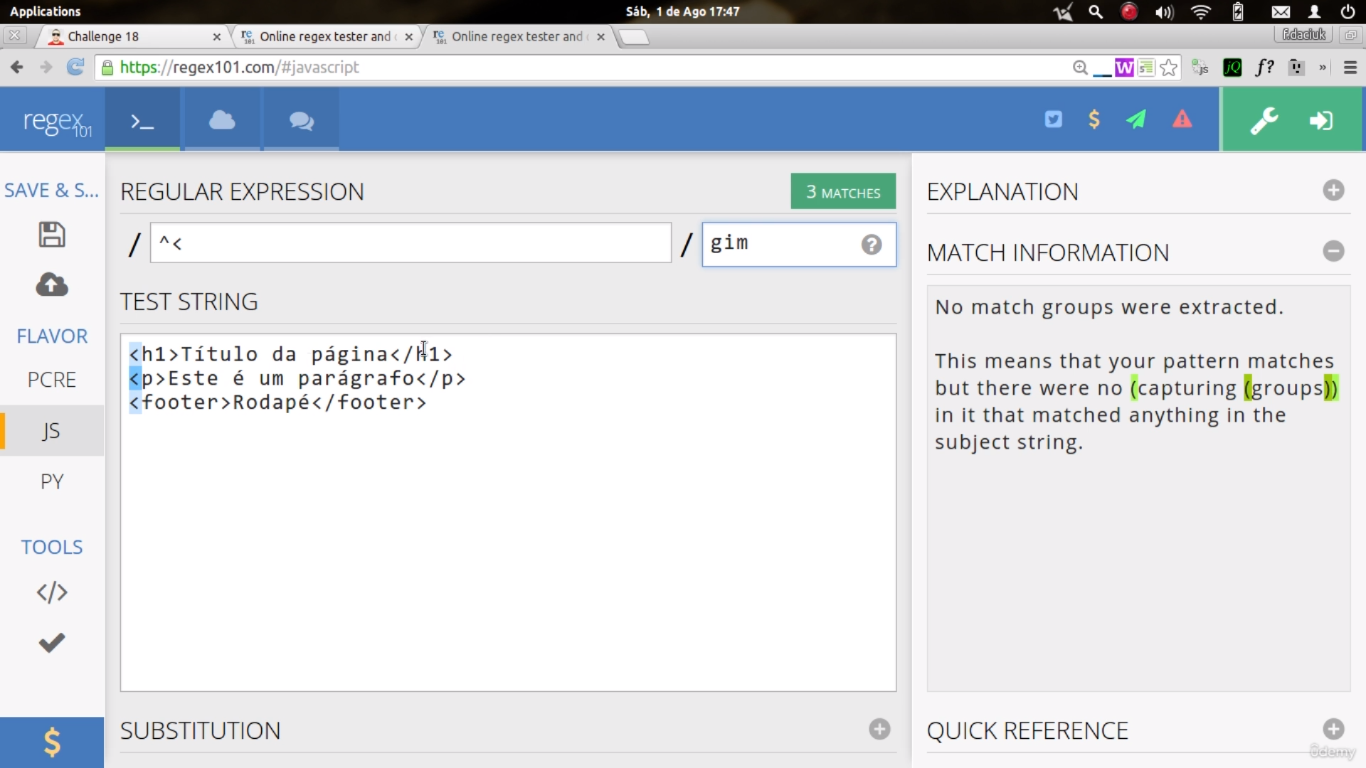 Applications
Sáb, 1 de Ago 17:47
Challenge 18
Online regex tester and
Online regex tester and
f.daciuk
https://regex101.com/#javascript
regex101
SAVE & S...
REGULAR EXPRESSION
3 MATCHES
EXPLANATION
/ ^< / gim
MATCH INFORMATION
TEST STRING
No match groups were extracted.
FLAVOR
<h1>Título da página</h1>
<p>Este é um parágrafo</p>
<footer>Rodapé</footer>
This means that your pattern matches
but there were no (capturing (groups))
in it that matched anything in the
subject string.
PCRE
JS
PY
TOOLS
SUBSTITUTION
QUICK REFERENCE
ûdemy